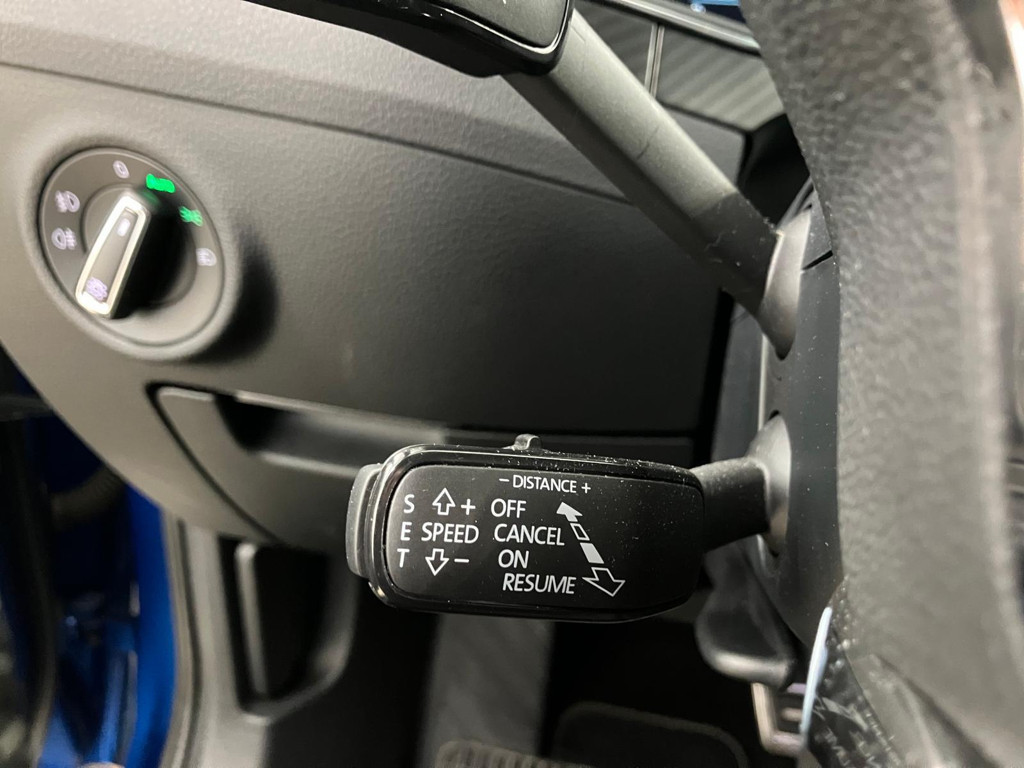 - DISTANCE +
S + OFF
E SPEED CANCEL
T - ON
RESUME